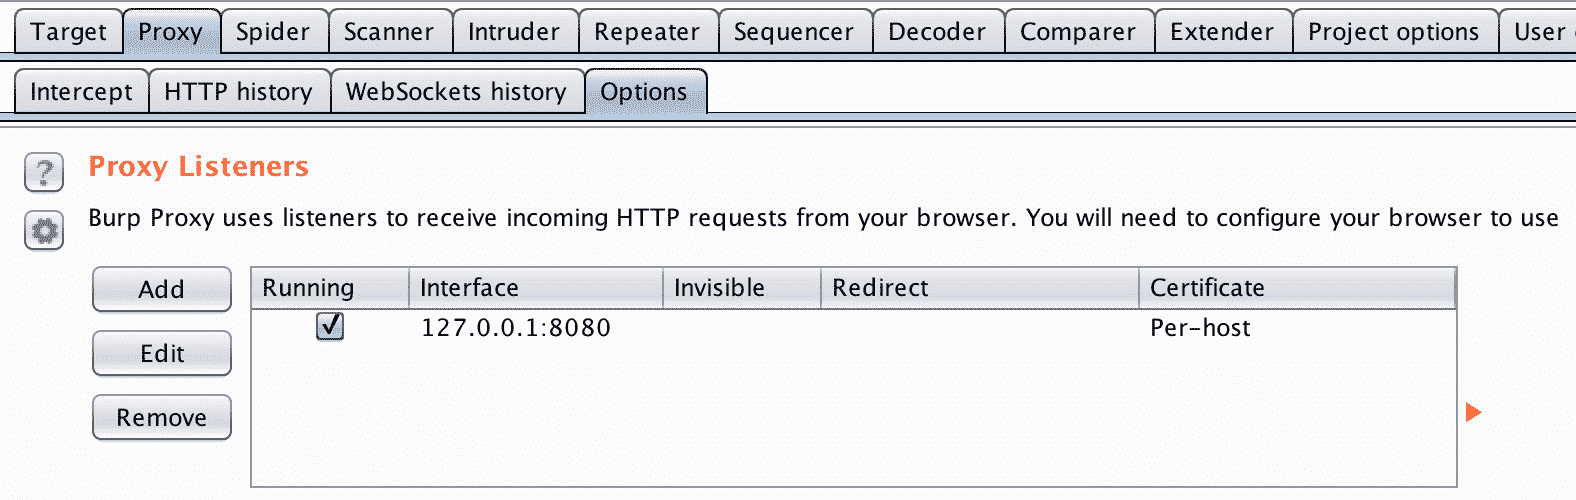 Target Proxy Spider Scanner Intruder Repeater Sequencer Decoder Comparer Extender Project options User
Intercept HTTP history WebSockets history Options
? Proxy Listeners
Burp Proxy uses listeners to receive incoming HTTP requests from your browser. You will need to configure your browser to use
Add Running Interface Invisible Redirect Certificate
127.0.0.1:8080 Per-host
Edit
Remove